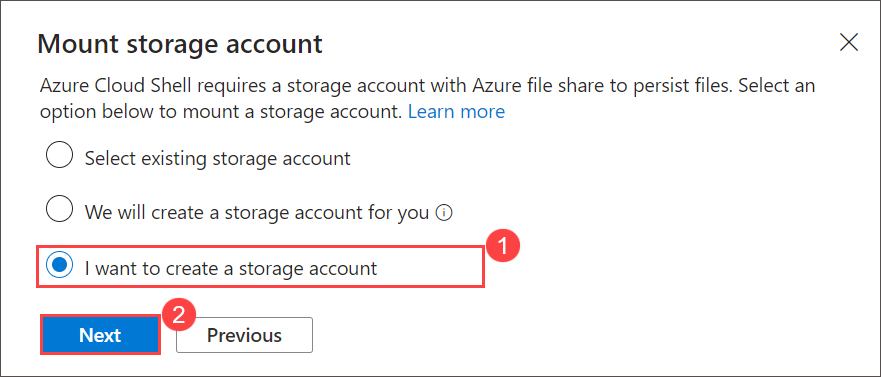 Mount storage account
Azure Cloud Shell requires a storage account with Azure file share to persist files. Select an
option below to mount a storage account. Learn more
Select existing storage account
We will create a storage account for you
1
I want to create a storage account
2
Next
Previous